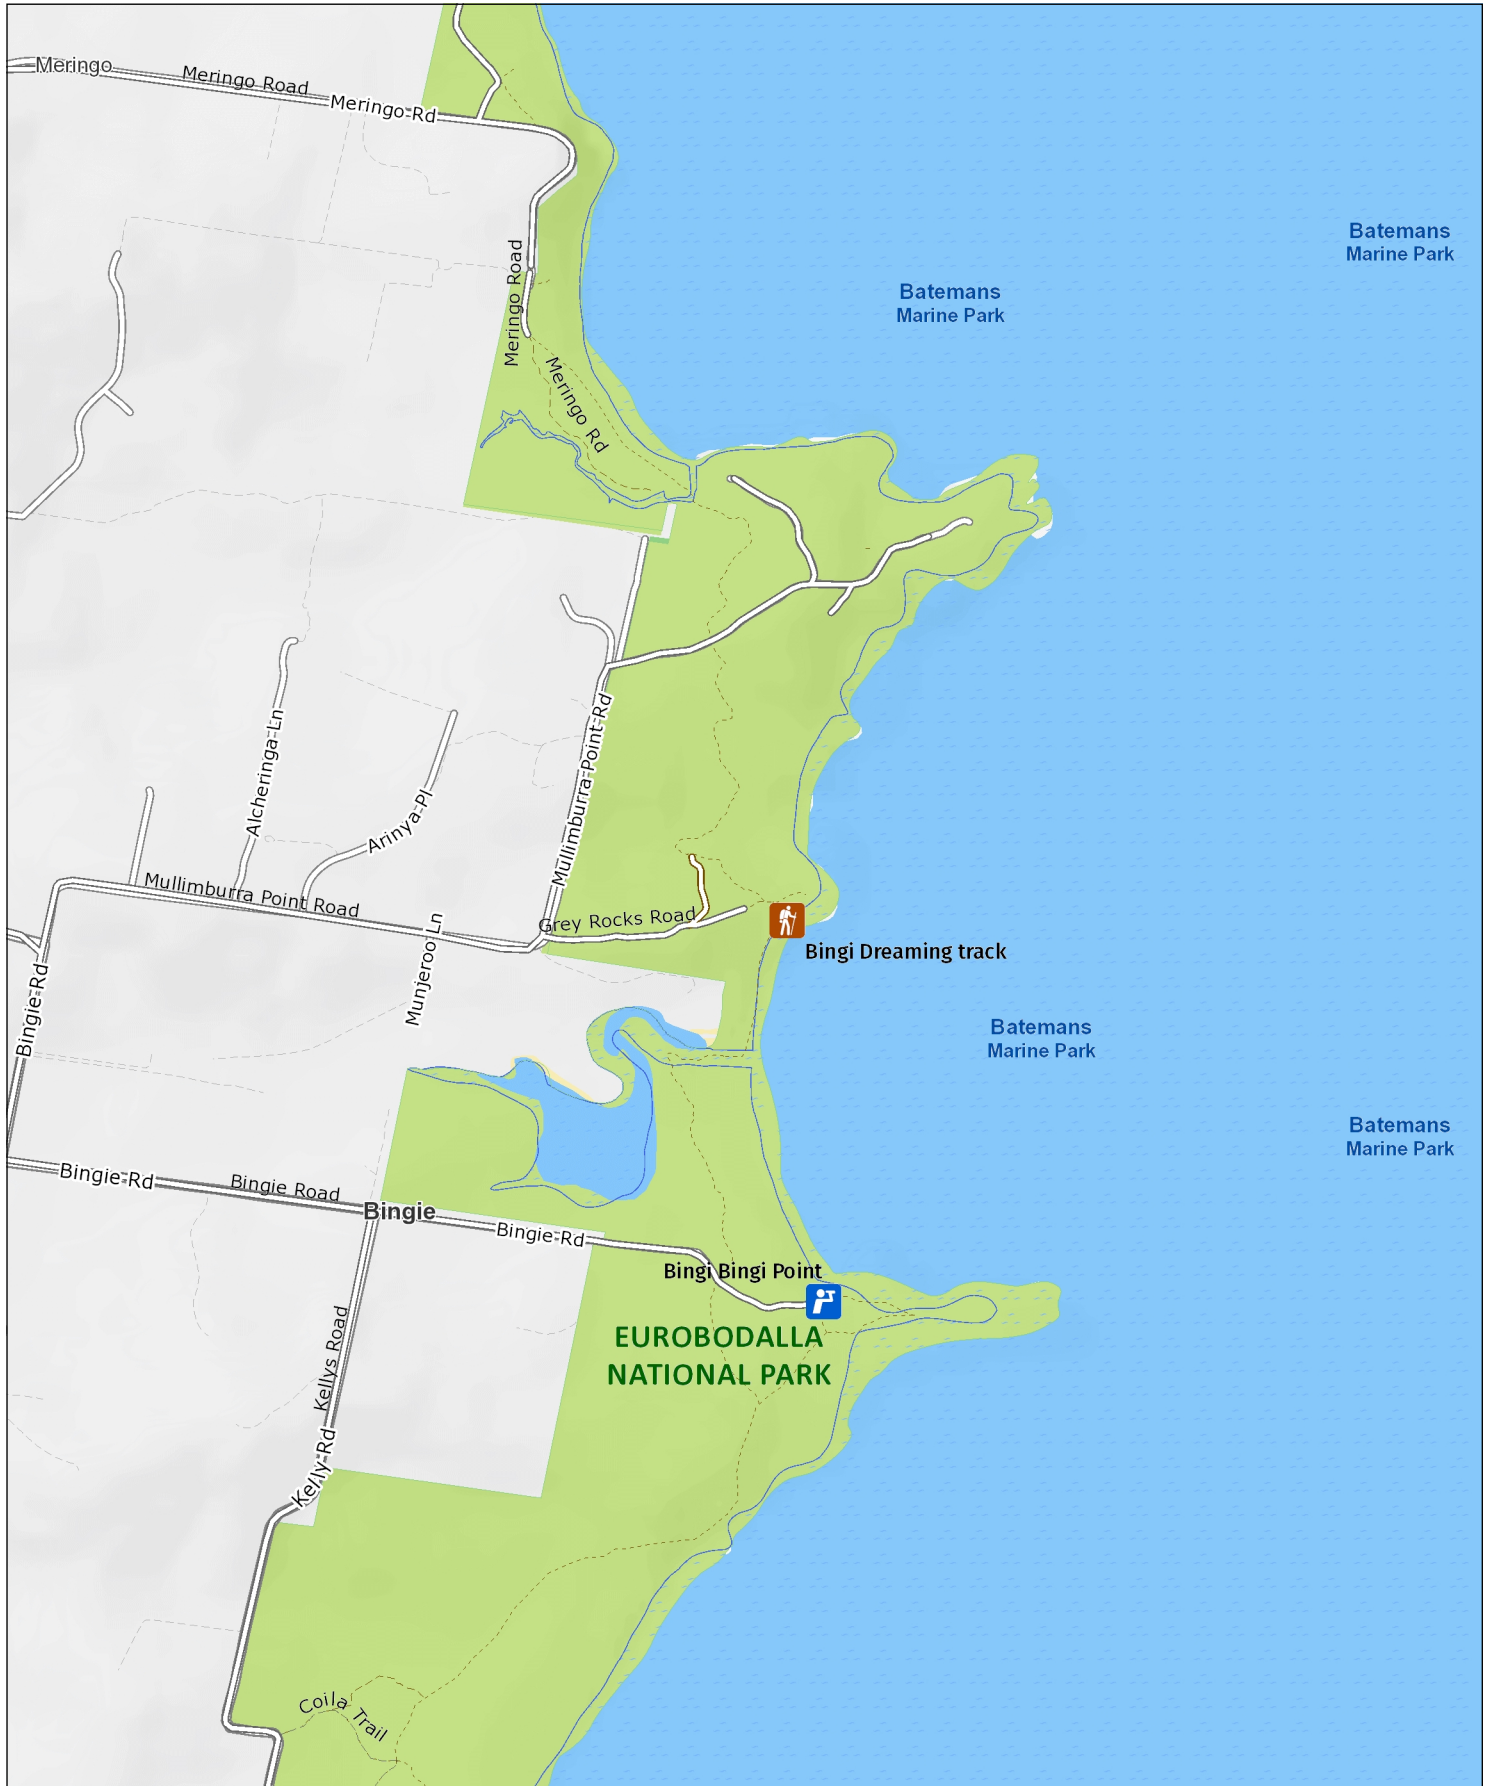 Meringo
Meringo Road
Meringo Rd
Batemans
Marine Park
Batemans
Marine Park
Meringo Road
Meringo Rd
Mullimburra Point Rd
Alcheringa Ln
Arinya Pl
Mullimburra Point Road
Grey Rocks Road
Munjeroo Ln
Bingie Rd
Bingi Dreaming track
Batemans
Marine Park
Batemans
Marine Park
Bingie Rd
Bingie Road
Bingie
Bingie Rd
Bingi Bingi Point
EUROBODALLA
NATIONAL PARK
Kellys Road
Kelly Rd
Coila Trail